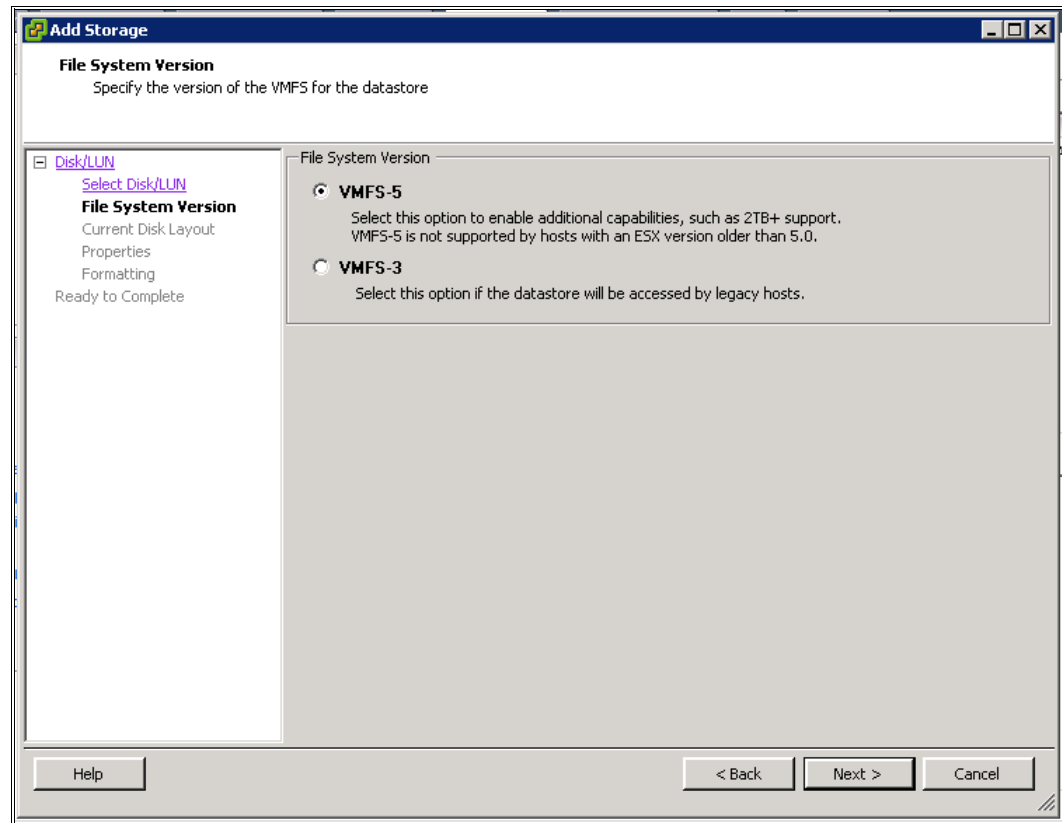 Add Storage
File System Version
Specify the version of the VMFS for the datastore
Disk/LUN
Select Disk/LUN
File System Version
Current Disk Layout
Properties
Formatting
Ready to Complete
File System Version
VMFS-5
Select this option to enable additional capabilities, such as 2TB+ support.
VMFS-5 is not supported by hosts with an ESX version older than 5.0.
VMFS-3
Select this option if the datastore will be accessed by legacy hosts.
Help
< Back
Next >
Cancel